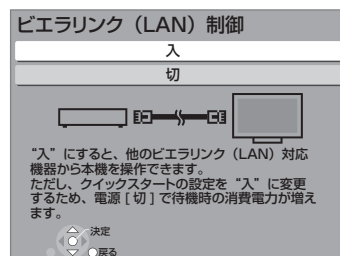 ビエラリンク（LAN）制御
入
切
“入”にすると、他のビエラリンク（LAN）対応
機器から本機を操作できます。
ただし、クイックスタートの設定を“入”に変更
するため、電源[切]で待機時の消費電力が増え
ます。
決定
戻る